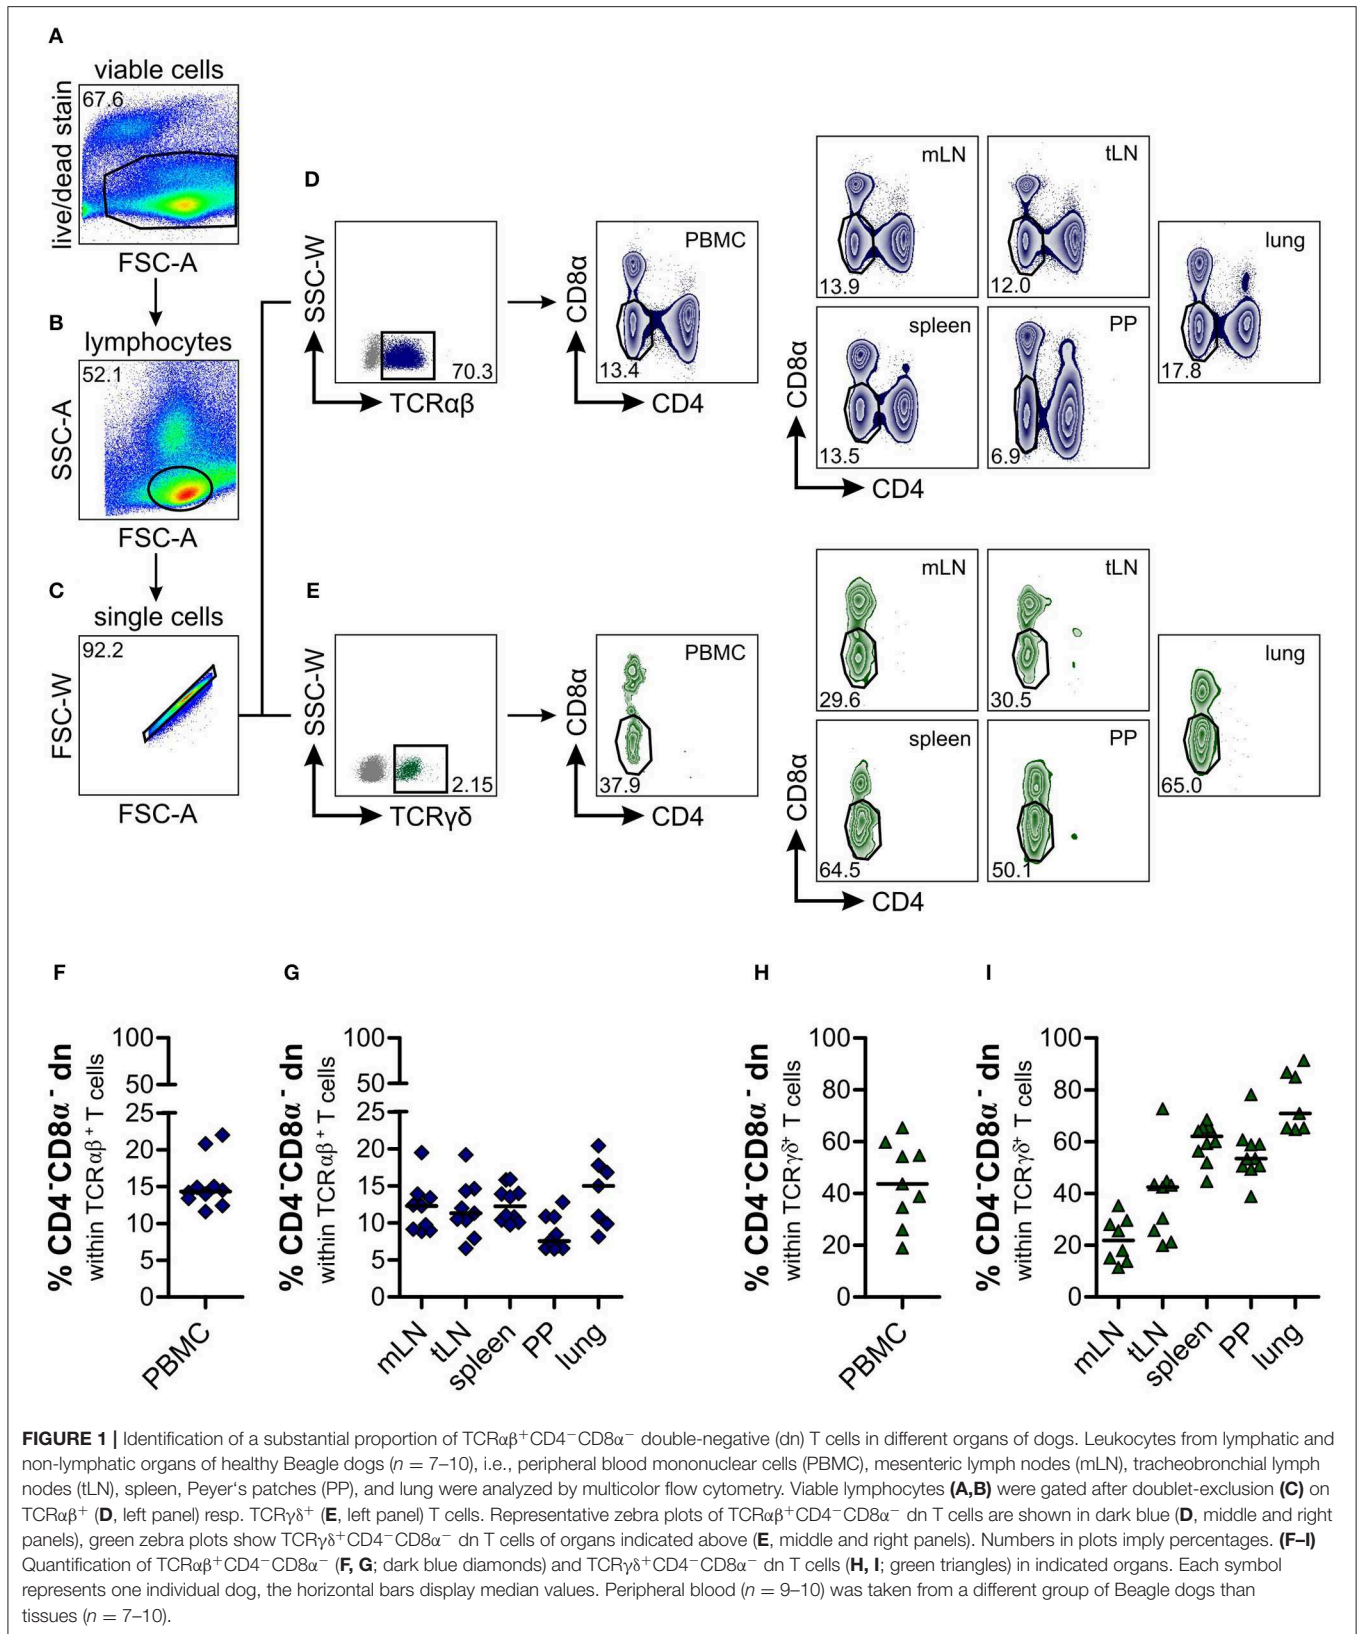 A
viable cells
67.6
live/dead stain
FSC-A
B
lymphocytes
52.1
SSC-A
FSC-A
C
single cells
92.2
FSC-W
FSC-A
D
SSC-W
70.3
TCRαβ
PBMC
CD8α
13.4
CD4
mLN
13.9
tLN
12.0
spleen
13.5
PP
6.9
CD8α
CD4
lung
17.8
E
SSC-W
2.15
TCRγδ
PBMC
CD8α
37.9
CD4
mLN
29.6
tLN
30.5
spleen
64.5
PP
50.1
CD8α
CD4
lung
65.0
F
% CD4⁻CD8α⁻ dn
within TCRαβ⁺ T cells
100
50
25
20
15
10
5
0
PBMC
G
% CD4⁻CD8α⁻ dn
within TCRαβ⁺ T cells
100
50
25
20
15
10
5
0
mLN
tLN
spleen
PP
lung
H
% CD4⁻CD8α⁻ dn
within TCRγδ⁺ T cells
100
80
60
40
20
0
PBMC
I
% CD4⁻CD8α⁻ dn
within TCRγδ⁺ T cells
100
80
60
40
20
0
mLN
tLN
spleen
PP
lung
FIGURE 1 | Identification of a substantial proportion of TCRαβ⁺CD4⁻CD8α⁻ double-negative (dn) T cells in different organs of dogs. Leukocytes from lymphatic and
non-lymphatic organs of healthy Beagle dogs (n = 7–10), i.e., peripheral blood mononuclear cells (PBMC), mesenteric lymph nodes (mLN), tracheobronchial lymph
nodes (tLN), spleen, Peyer‘s patches (PP), and lung were analyzed by multicolor flow cytometry. Viable lymphocytes (A,B) were gated after doublet-exclusion (C) on
TCRαβ⁺ (D, left panel) resp. TCRγδ⁺ (E, left panel) T cells. Representative zebra plots of TCRαβ⁺CD4⁻CD8α⁻ dn T cells are shown in dark blue (D, middle and right
panels), green zebra plots show TCRγδ⁺CD4⁻CD8α⁻ dn T cells of organs indicated above (E, middle and right panels). Numbers in plots imply percentages. (F–I)
Quantification of TCRαβ⁺CD4⁻CD8α⁻ (F, G; dark blue diamonds) and TCRγδ⁺CD4⁻CD8α⁻ dn T cells (H, I; green triangles) in indicated organs. Each symbol
represents one individual dog, the horizontal bars display median values. Peripheral blood (n = 9–10) was taken from a different group of Beagle dogs than
tissues (n = 7–10).